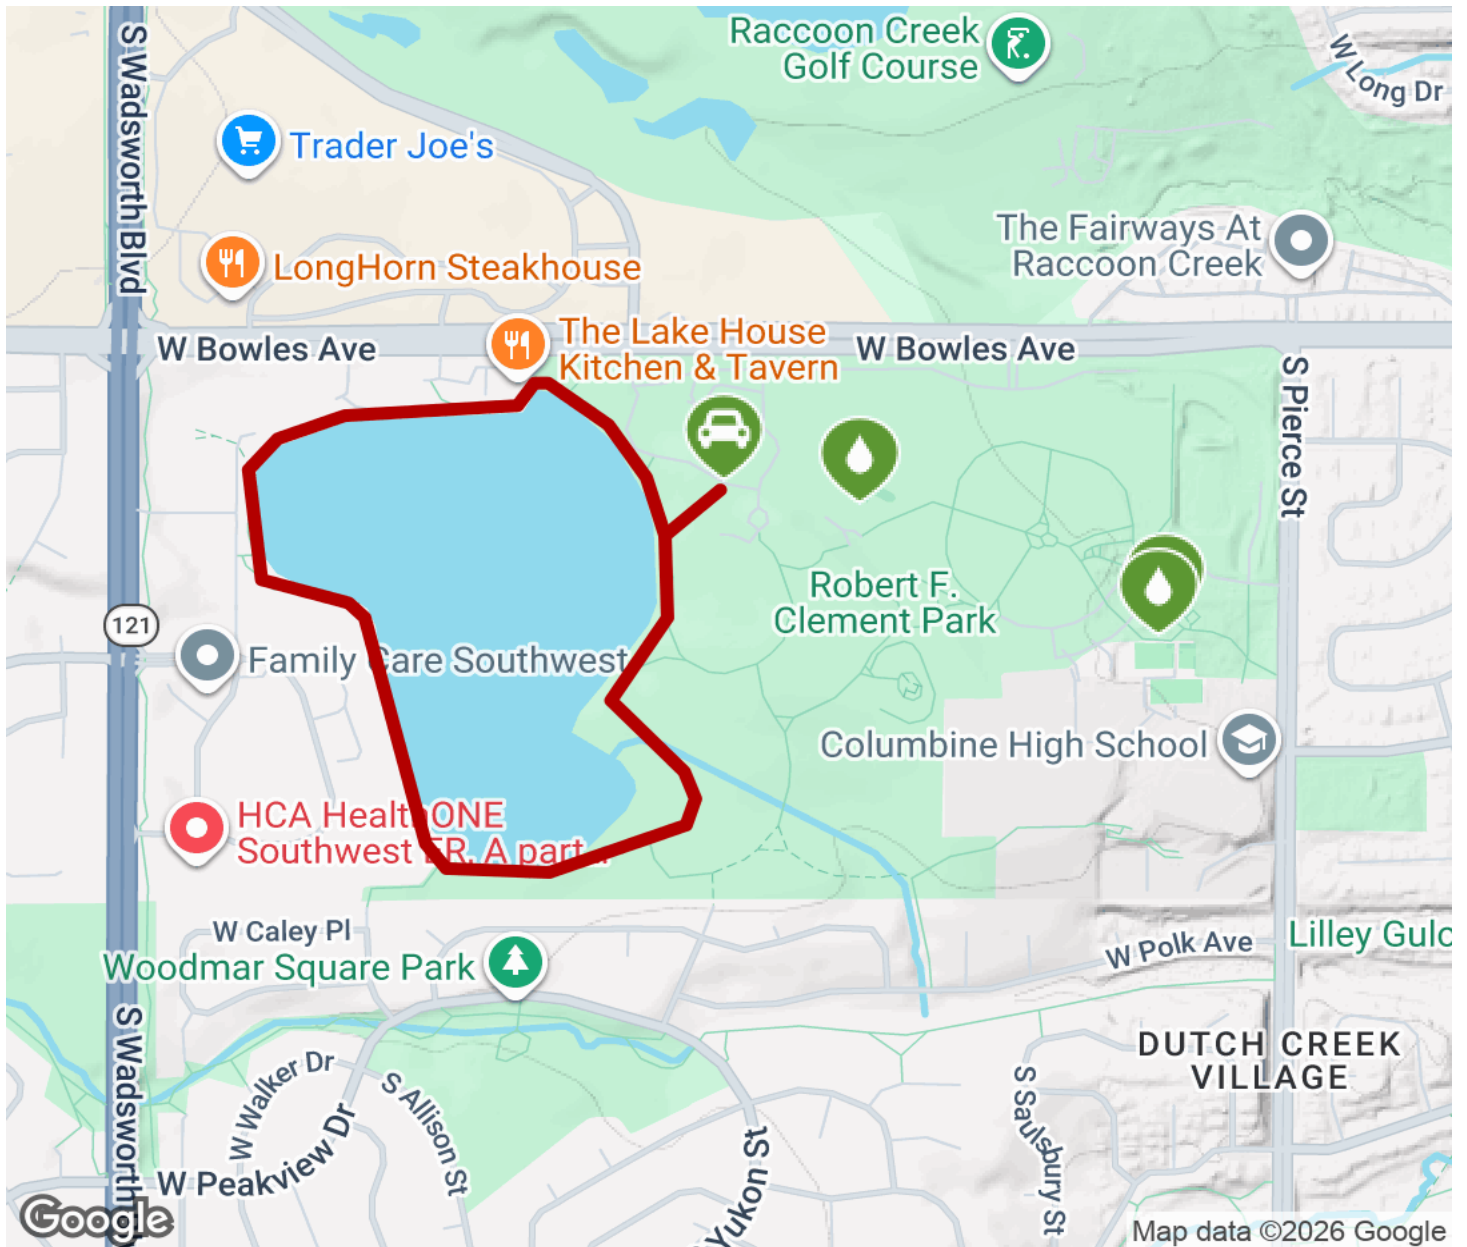 S Wadsworth Blvd
Raccoon Creek
Golf Course
W Long Dr
Trader Joe's
The Fairways At
Raccoon Creek
LongHorn Steakhouse
The Lake House
Kitchen & Tavern
W Bowles Ave
W Bowles Ave
S Pierce St
Robert F.
Clement Park
121
Family Care Southwest
Columbine High School
HCA HealthONE
Southwest ER, A part...
W Caley Pl
W Polk Ave
Lilley Gulc
Woodmar Square Park
S Wadsworth
DUTCH CREEK
VILLAGE
W Walker Dr
S Allison St
S Saulsbury St
W Peakview Dr
Yukon St
Google
Map data ©2026 Google